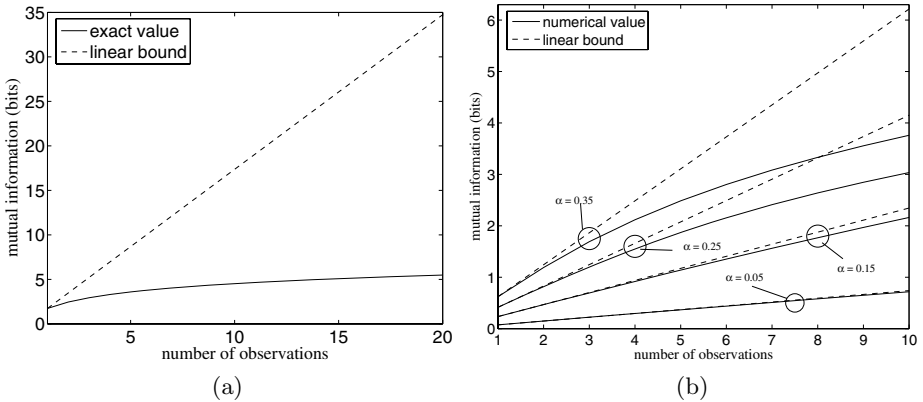 35
30
25
20
15
10
5
0
mutual information (bits)
exact value
linear bound
5
10
15
20
number of observations
(a)
6
5
4
3
2
1
0
mutual information (bits)
numerical value
linear bound
α = 0.35
α = 0.25
α = 0.15
α = 0.05
1
2
3
4
5
6
7
8
9
10
number of observations
(b)